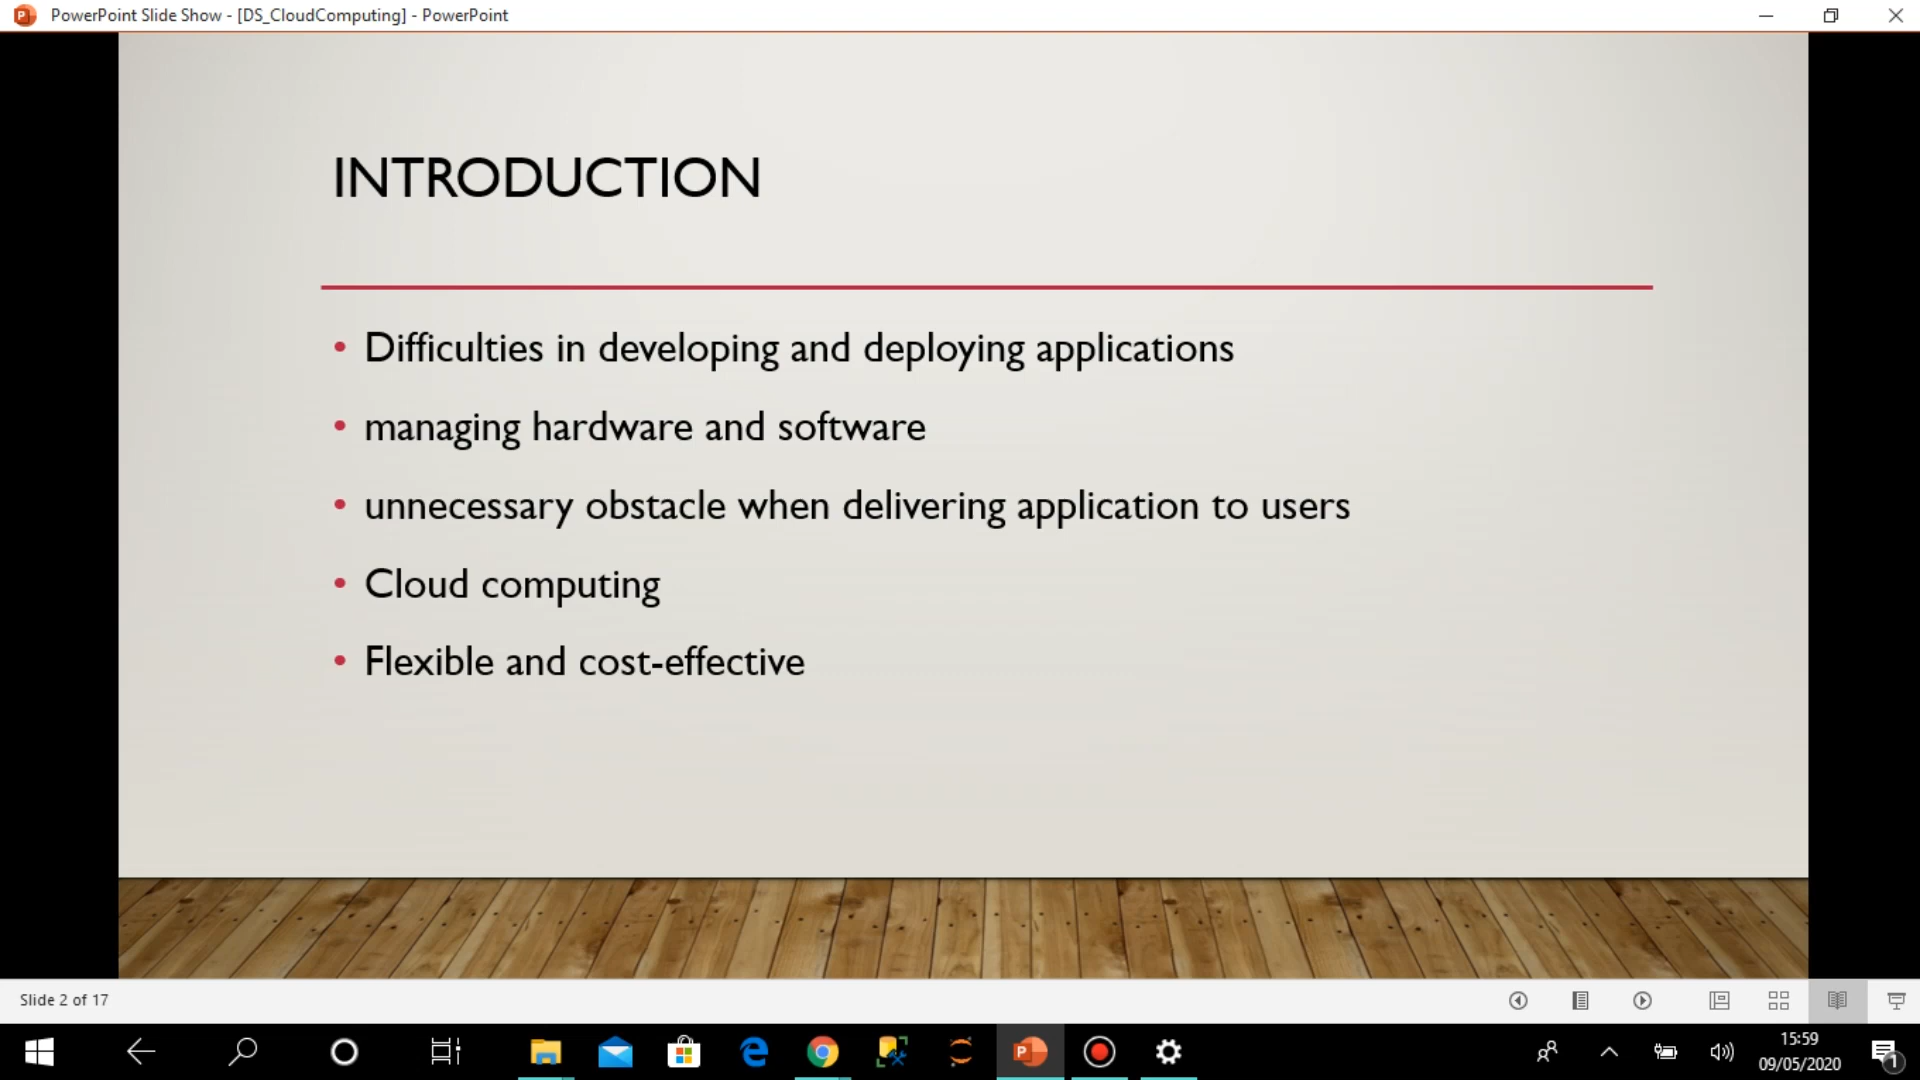 PowerPoint Slide Show - [DS_CloudComputing] - PowerPoint
INTRODUCTION
• Difficulties in developing and deploying applications
• managing hardware and software
• unnecessary obstacle when delivering application to users
• Cloud computing
• Flexible and cost-effective
Slide 2 of 17
15:59
09/05/2020
1